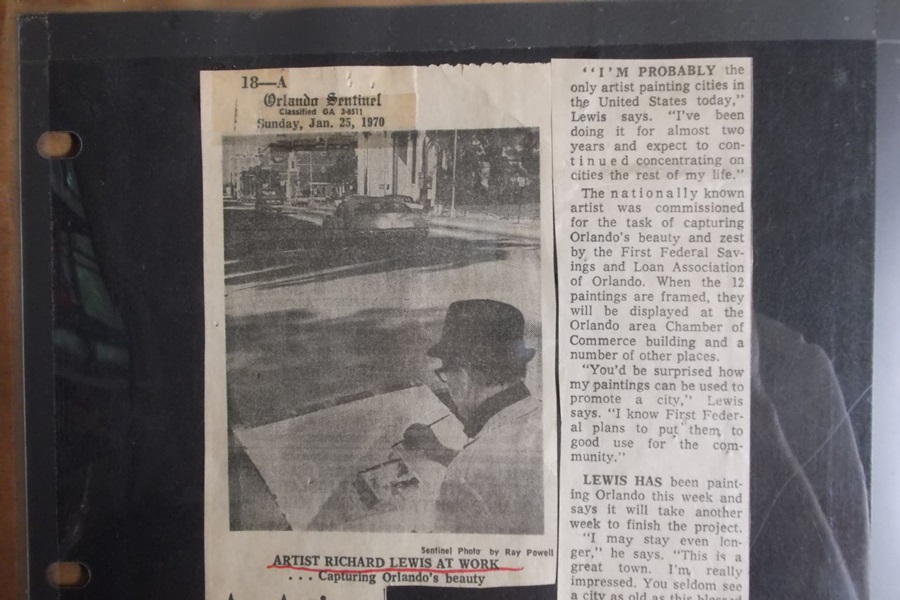 18—A
Orlando Sentinel
Classified GA 3-8511
Sunday, Jan. 25, 1970
Sentinel Photo by Ray Powell
ARTIST RICHARD LEWIS AT WORK
. . . Capturing Orlando's beauty
"I'M PROBABLY the
only artist painting cities in
the United States today,"
Lewis says. "I've been
doing it for almost two
years and expect to con-
tinued concentrating on
cities the rest of my life."
The nationally known
artist was commissioned
for the task of capturing
Orlando's beauty and zest
by the First Federal Sav-
ings and Loan Association
of Orlando. When the 12
paintings are framed, they
will be displayed at the
Orlando area Chamber of
Commerce building and a
number of other places.
"You'd be surprised how
my paintings can be used to
promote a city," Lewis
says. "I know First Feder-
al plans to put them to
good use for the com-
munity."
LEWIS HAS been paint-
ing Orlando this week and
says it will take another
week to finish the project.
"I may stay even lon-
ger," he says. "This is a
great town. I'm really
impressed. You seldom see
a city as old as this blessed